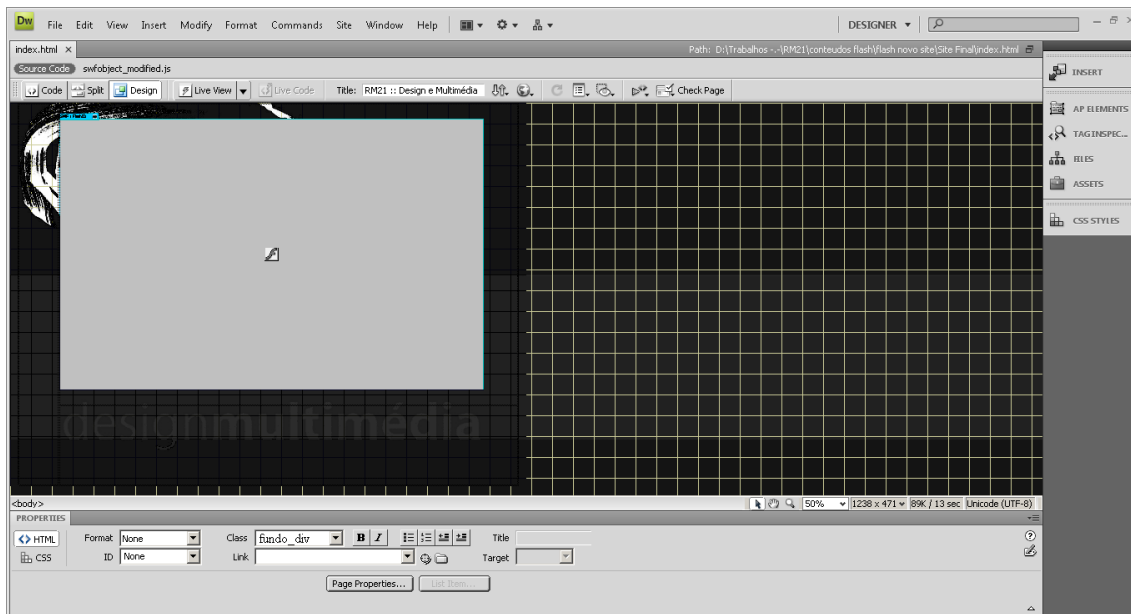 Dw File Edit View Insert Modify Format Commands Site Window Help DESIGNER
index.html × Path: D:\Trabalhos -.-\RM21\conteudos flash\flash novo site\Site Final\index.html
Source Code swfobject_modified.js
Code Split Design Live View Live Code Title: RM21 :: Design e Multimédia Check Page
INSERT
AP ELEMENTS
TAG INSPEC...
FILES
ASSETS
CSS STYLES
designmultimédia
<body> 50% 1238 x 471 89K / 13 sec Unicode (UTF-8)
PROPERTIES
<> HTML Format None Class fundo_div B I Title
CSS ID None Link Target
Page Properties... List Item...